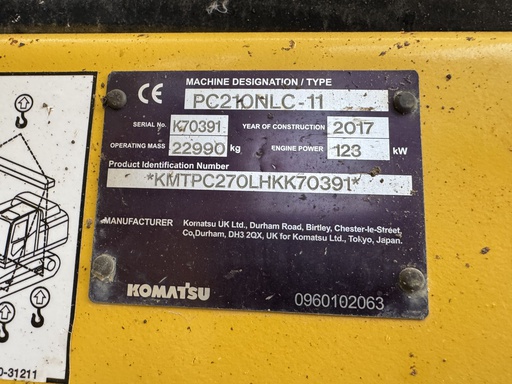 CE
MACHINE DESIGNATION / TYPE
PC210NLC-11
SERIAL No. K70391 YEAR OF CONSTRUCTION 2017
OPERATING MASS 22990 kg ENGINE POWER 123 kW
Product Identification Number
*KMTPC270LHKK70391*
MANUFACTURER Komatsu UK Ltd., Durham Road, Birtley, Chester-le-Street,
Co,Durham, DH3 2QX, UK for Komatsu Ltd., Tokyo, Japan.
KOMATSU 0960102063
0-31211